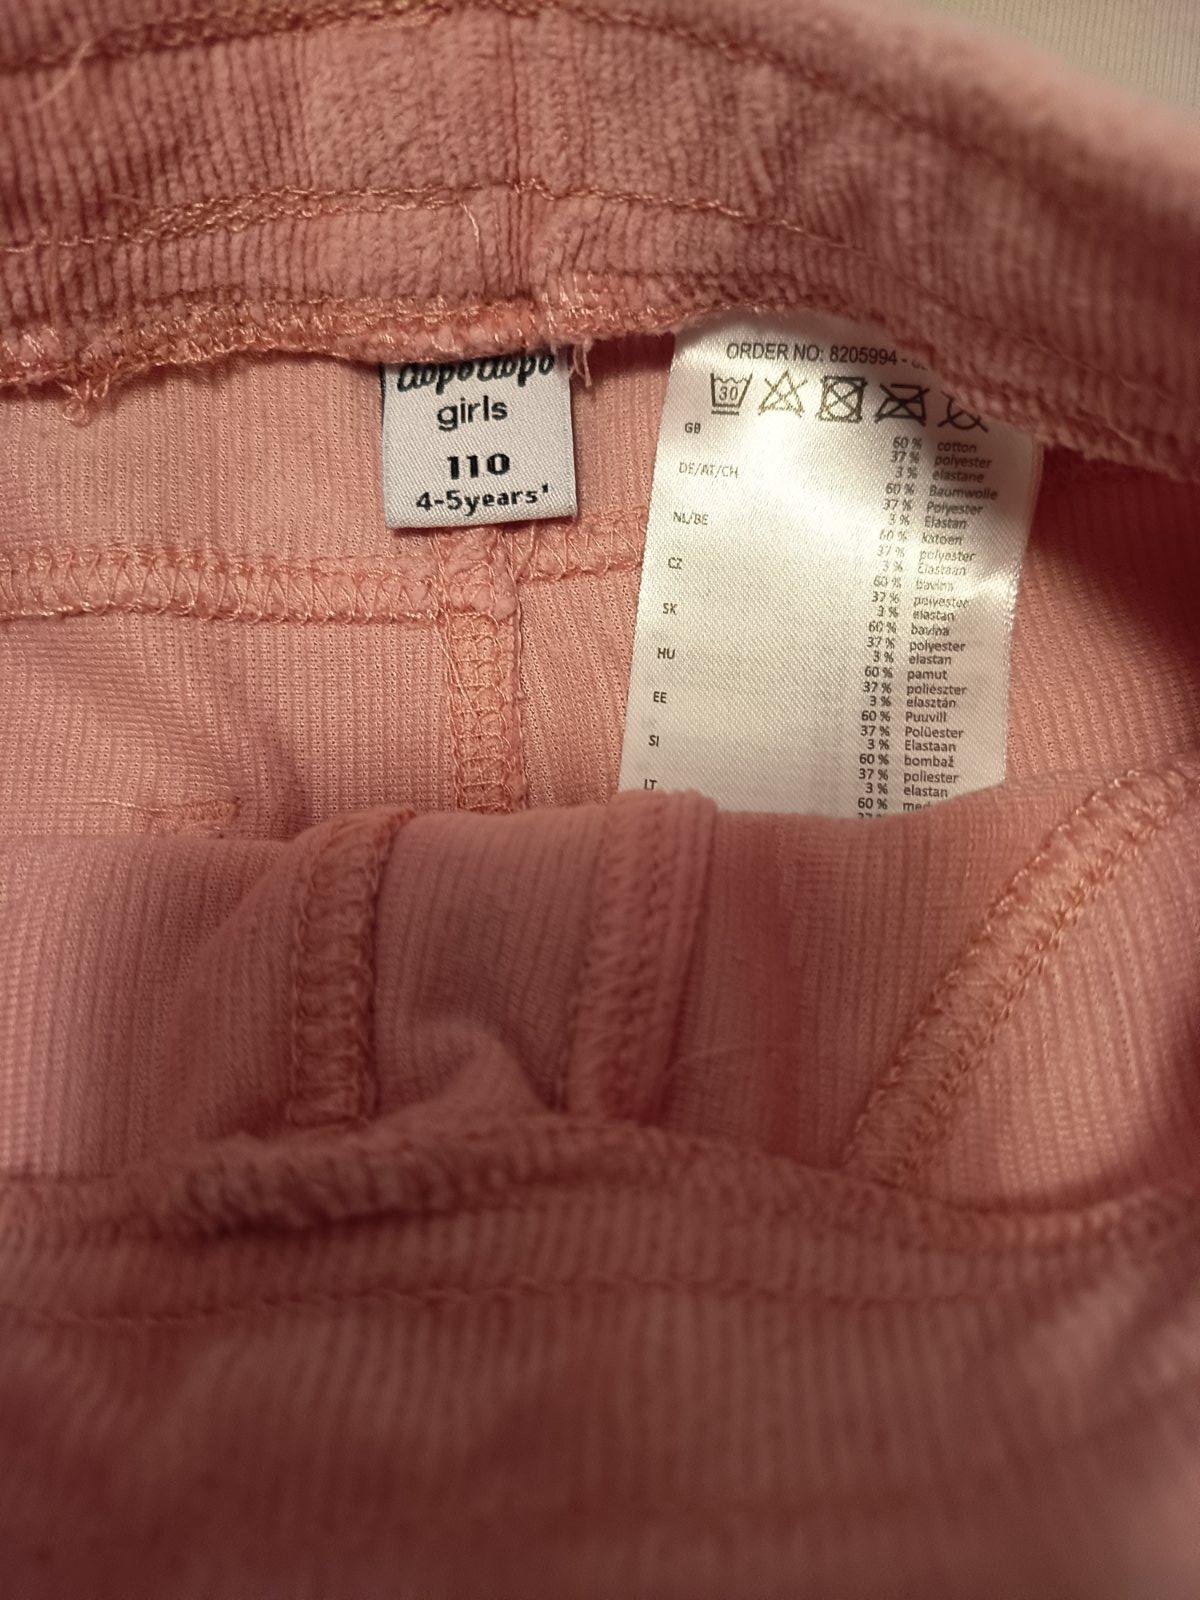 dopodopo
girls
110
4-5years'
ORDER NO: 8205994 -
30
GB 60 % cotton
37 % polyester
3 % elastane
DE/AT/CH 60 % Baumwolle
37 % Polyester
3 % Elastan
NL/BE 60 % katoen
37 % polyester
3 % Elastaan
CZ 60 % bavlna
37 % polyester
3 % elastan
SK 60 % bavlna
37 % polyester
3 % elastan
HU 60 % pamut
37 % poliészter
3 % elasztán
EE 60 % Puuvill
37 % Polüester
3 % Elastaan
SI 60 % bombaž
37 % poliester
3 % elastan
LT 60 %